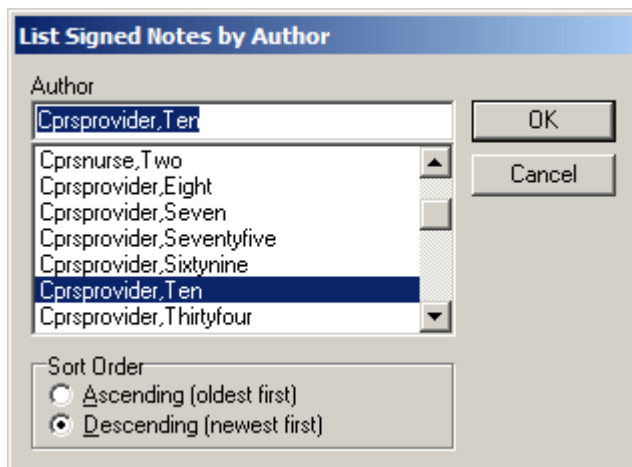 List Signed Notes by Author
Author
Cprsprovider,Ten
OK
Cprsnurse,Two
Cprsprovider,Eight
Cprsprovider,Seven
Cprsprovider,Seventyfive
Cprsprovider,Sixtynine
Cprsprovider,Ten
Cprsprovider,Thirtyfour
Cancel
Sort Order
Ascending (oldest first)
Descending (newest first)